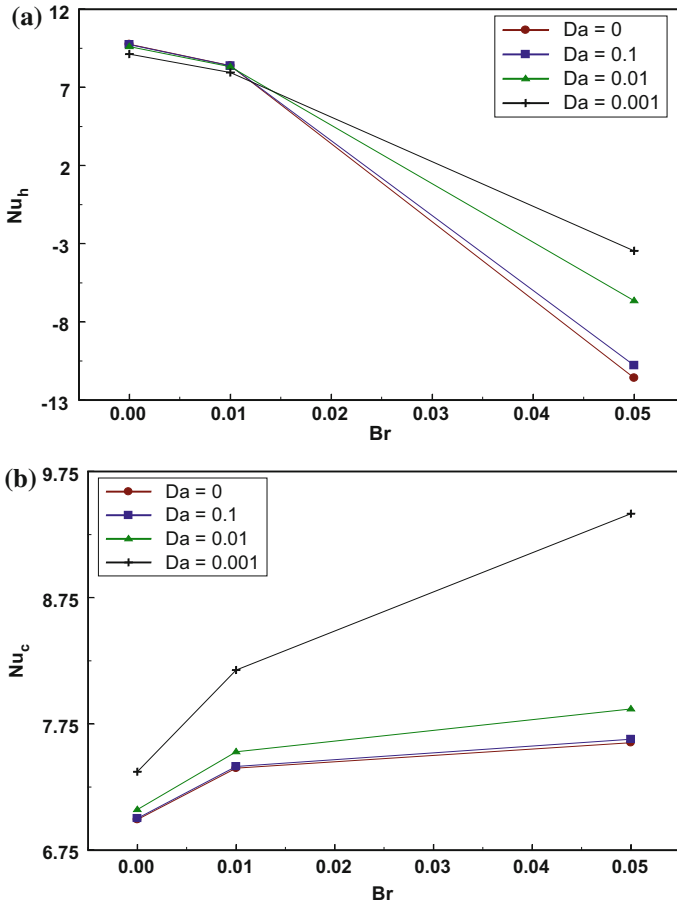 (a)
12
7
2
-3
-8
-13
Nu_h
Da = 0
Da = 0.1
Da = 0.01
Da = 0.001
0.00 0.01 0.02 0.03 0.04 0.05
Br
(b)
9.75
8.75
7.75
6.75
Nu_c
Da = 0
Da = 0.1
Da = 0.01
Da = 0.001
0.00 0.01 0.02 0.03 0.04 0.05
Br